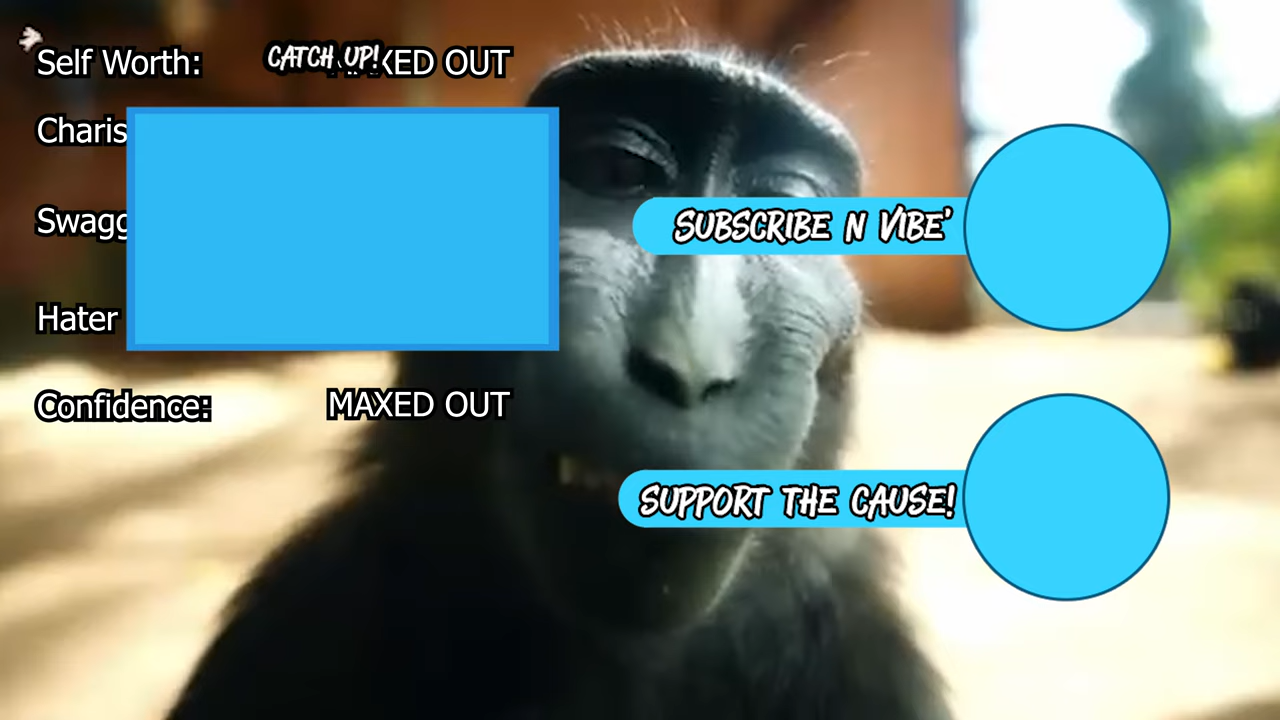 Self Worth:
CATCH UP!
XED OUT
Charis
SUBSCRIBE N VIBE'
Swagg
Hater
Confidence:
MAXED OUT
SUPPORT THE CAUSE!